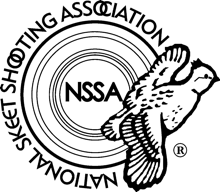 NATIONAL SKEET SHOOTING ASSOCIATION
NSSA
®